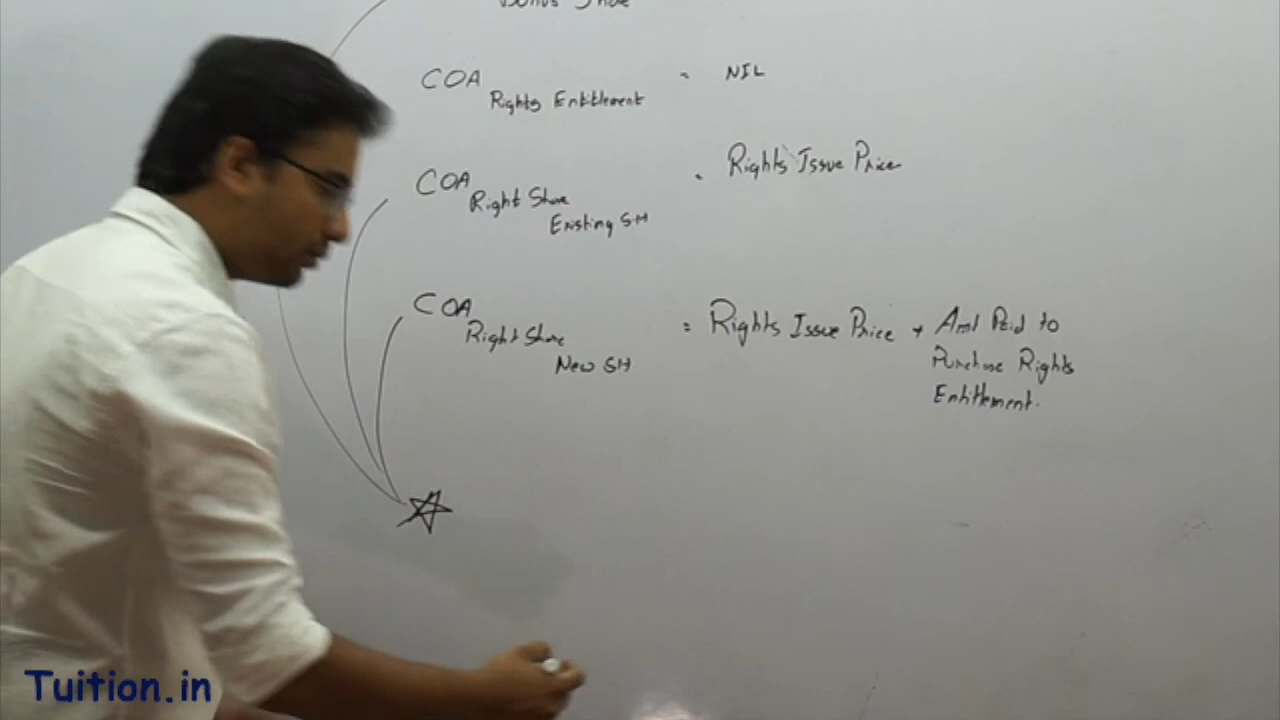 Bonus Share
COA = NIL
Rights Entitlement
COA = Rights Issue Price
Right Share
Existing SH
COA = Rights Issue Price + Amt Paid to
Right Share Purchase Rights
New SH Entitlement.
Tuition.in